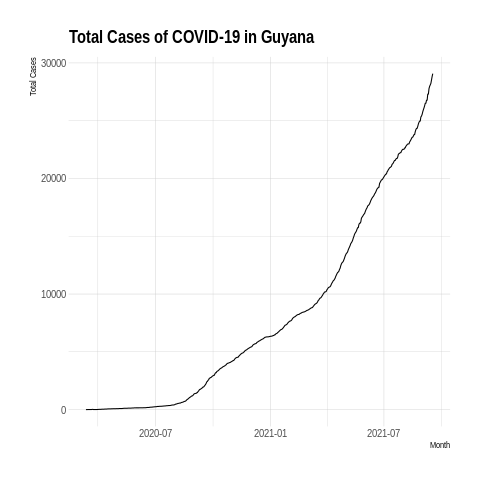 Total Cases of COVID-19 in Guyana
Total Cases
30000
20000
10000
0
2020-07
2021-01
2021-07
Month